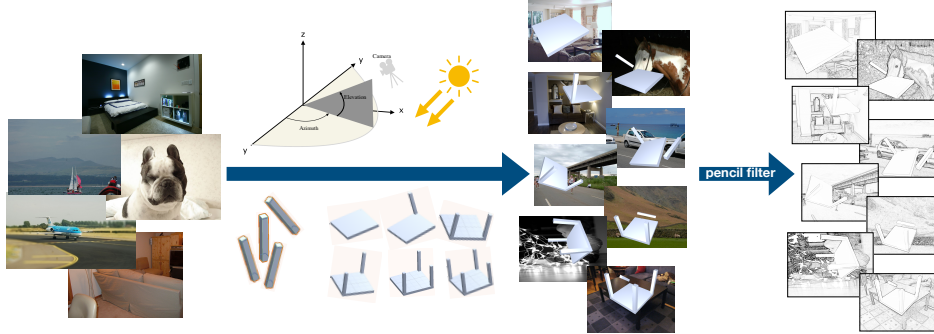 z
y
Camera
Elevation
x
Azimuth
y
pencil filter